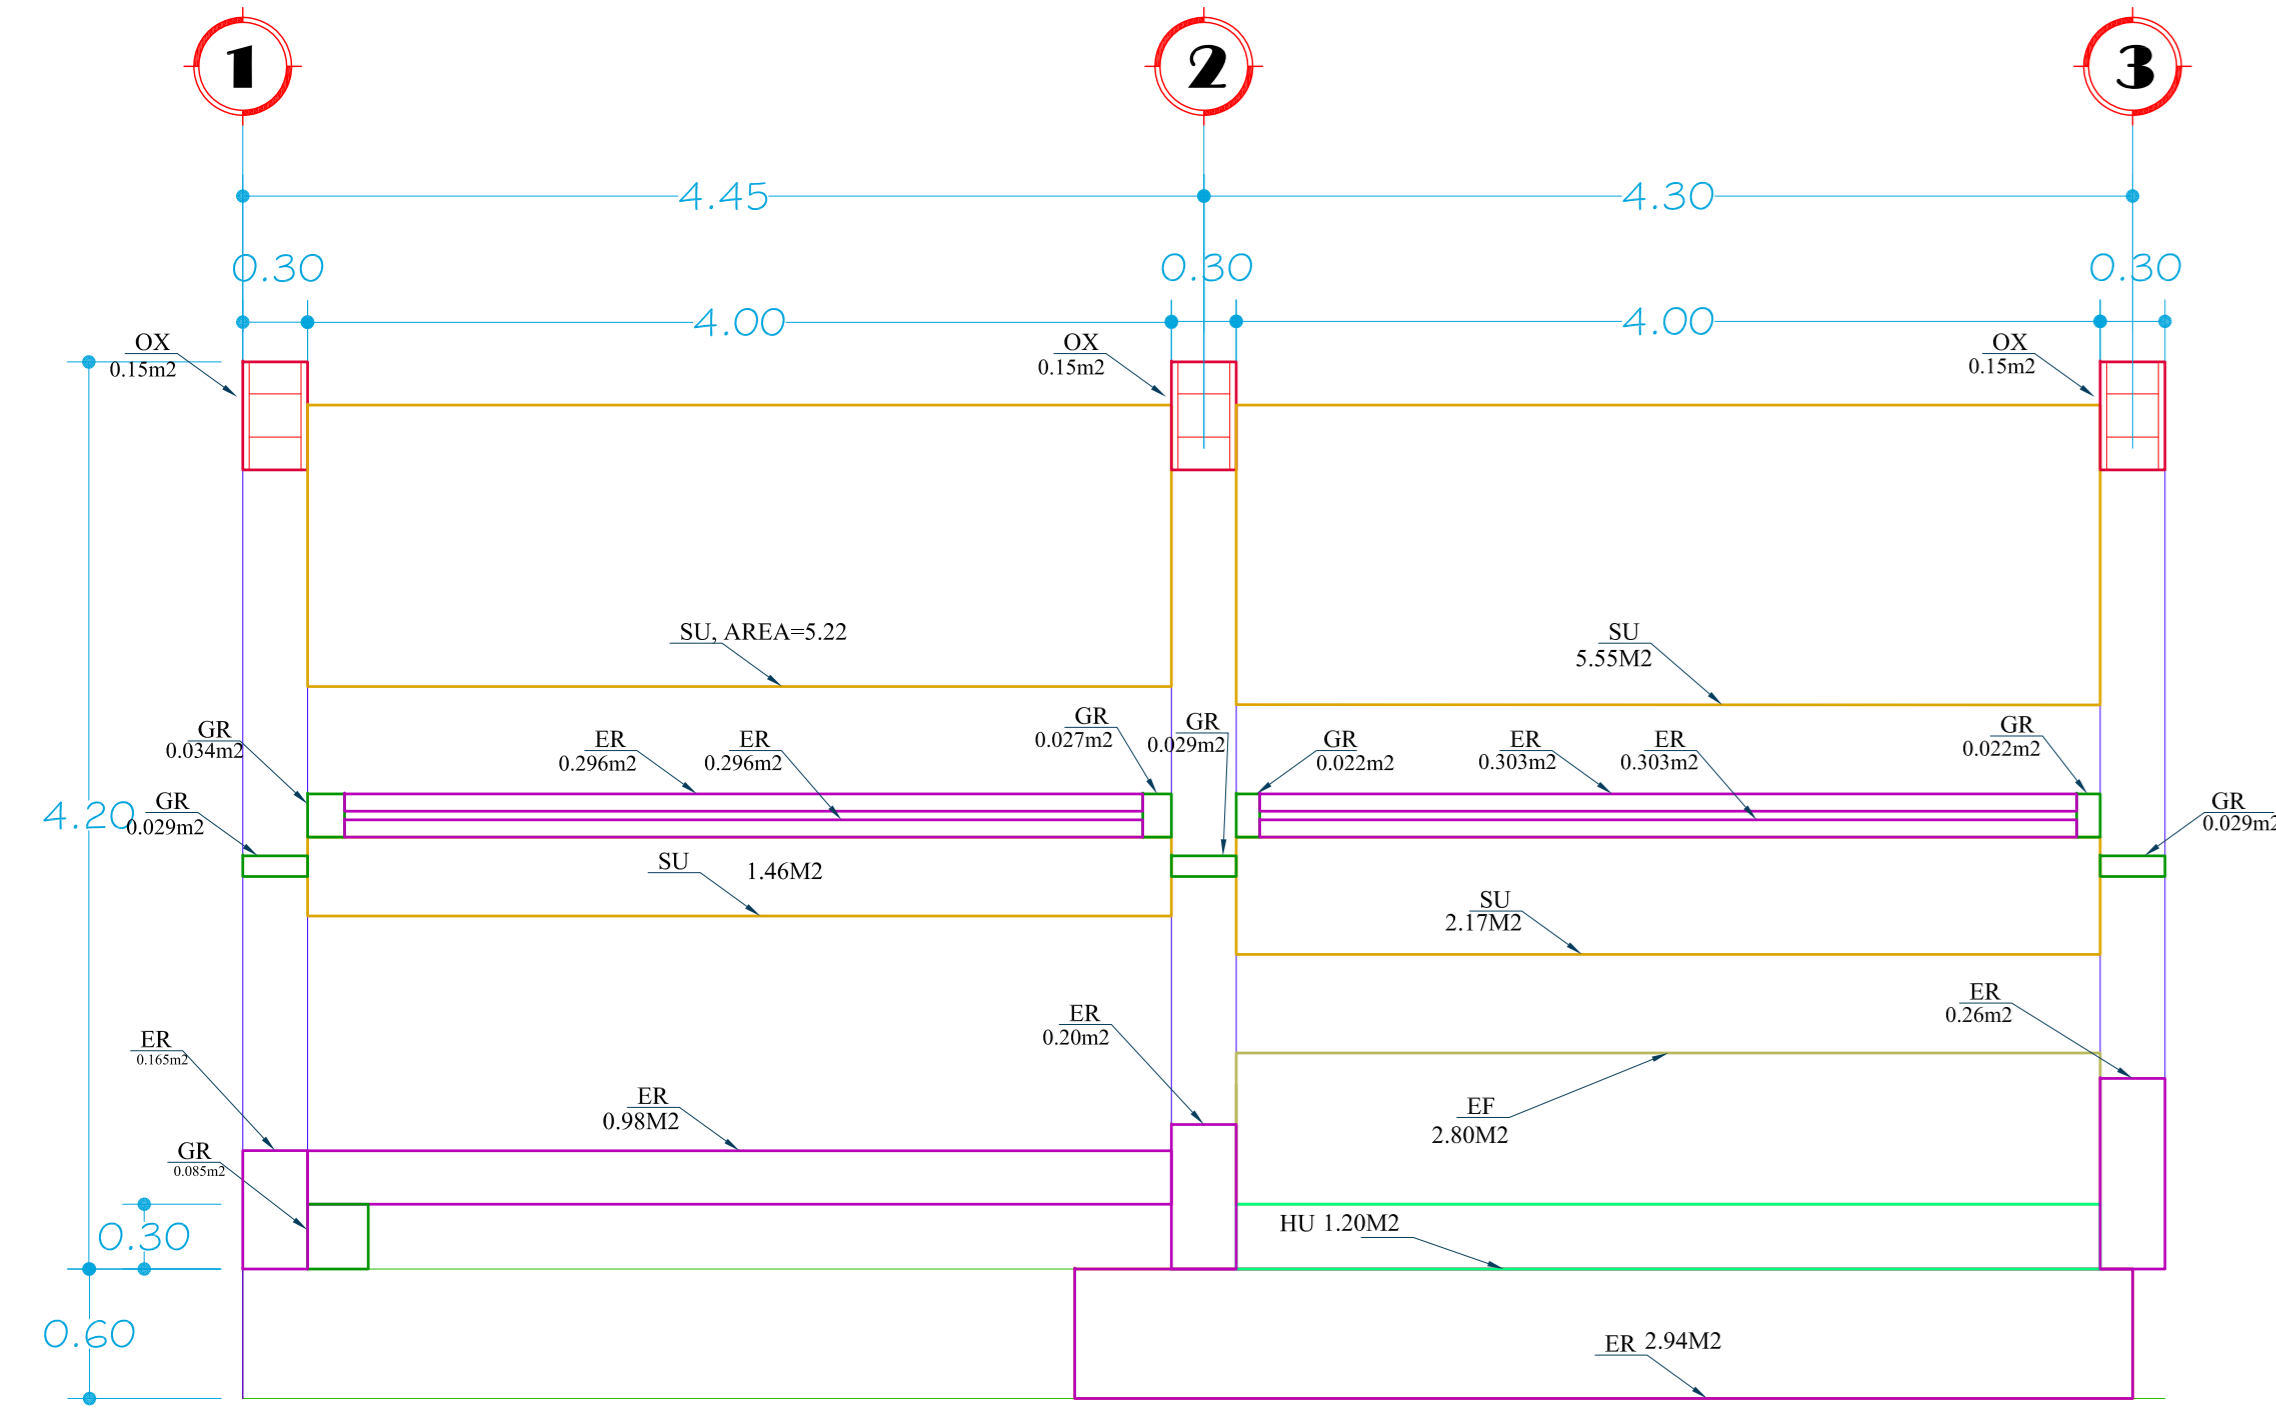 1
2
3
4.45
4.30
0.30
0.30
0.30
4.00
4.00
OX
0.15m2
OX
0.15m2
OX
0.15m2
SU, AREA=5.22
SU
5.55M2
GR
0.034m2
ER
0.296m2
ER
0.296m2
GR
0.027m2
GR
0.029m2
GR
0.022m2
ER
0.303m2
ER
0.303m2
GR
0.022m2
4.20
GR
0.029m2
GR
0.029m2
SU
1.46M2
SU
2.17M2
ER
0.20m2
ER
0.26m2
ER
0.165m2
ER
0.98M2
EF
2.80M2
GR
0.085m2
0.30
HU 1.20M2
0.60
ER 2.94M2